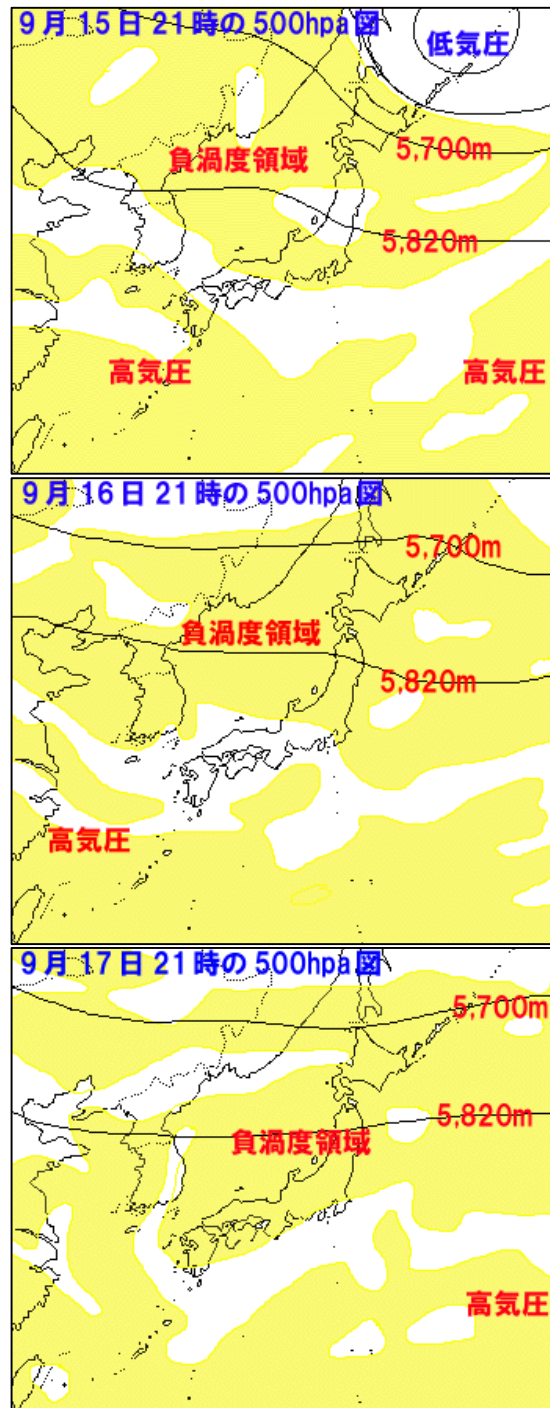 9月15日21時の500hpa図
低気圧
5,700m
負渦度領域
5,820m
高気圧
高気圧
9月16日21時の500hpa図
5,700m
負渦度領域
5,820m
高気圧
9月17日21時の500hpa図
5,700m
5,820m
負渦度領域
高気圧